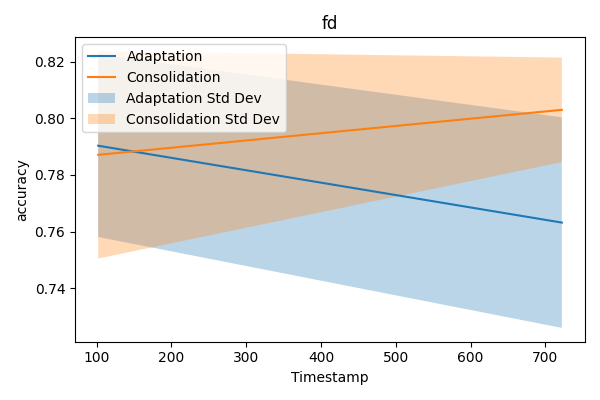 fd
Adaptation
Consolidation
Adaptation Std Dev
Consolidation Std Dev
0.82
0.80
0.78
0.76
0.74
accuracy
100 200 300 400 500 600 700
Timestamp